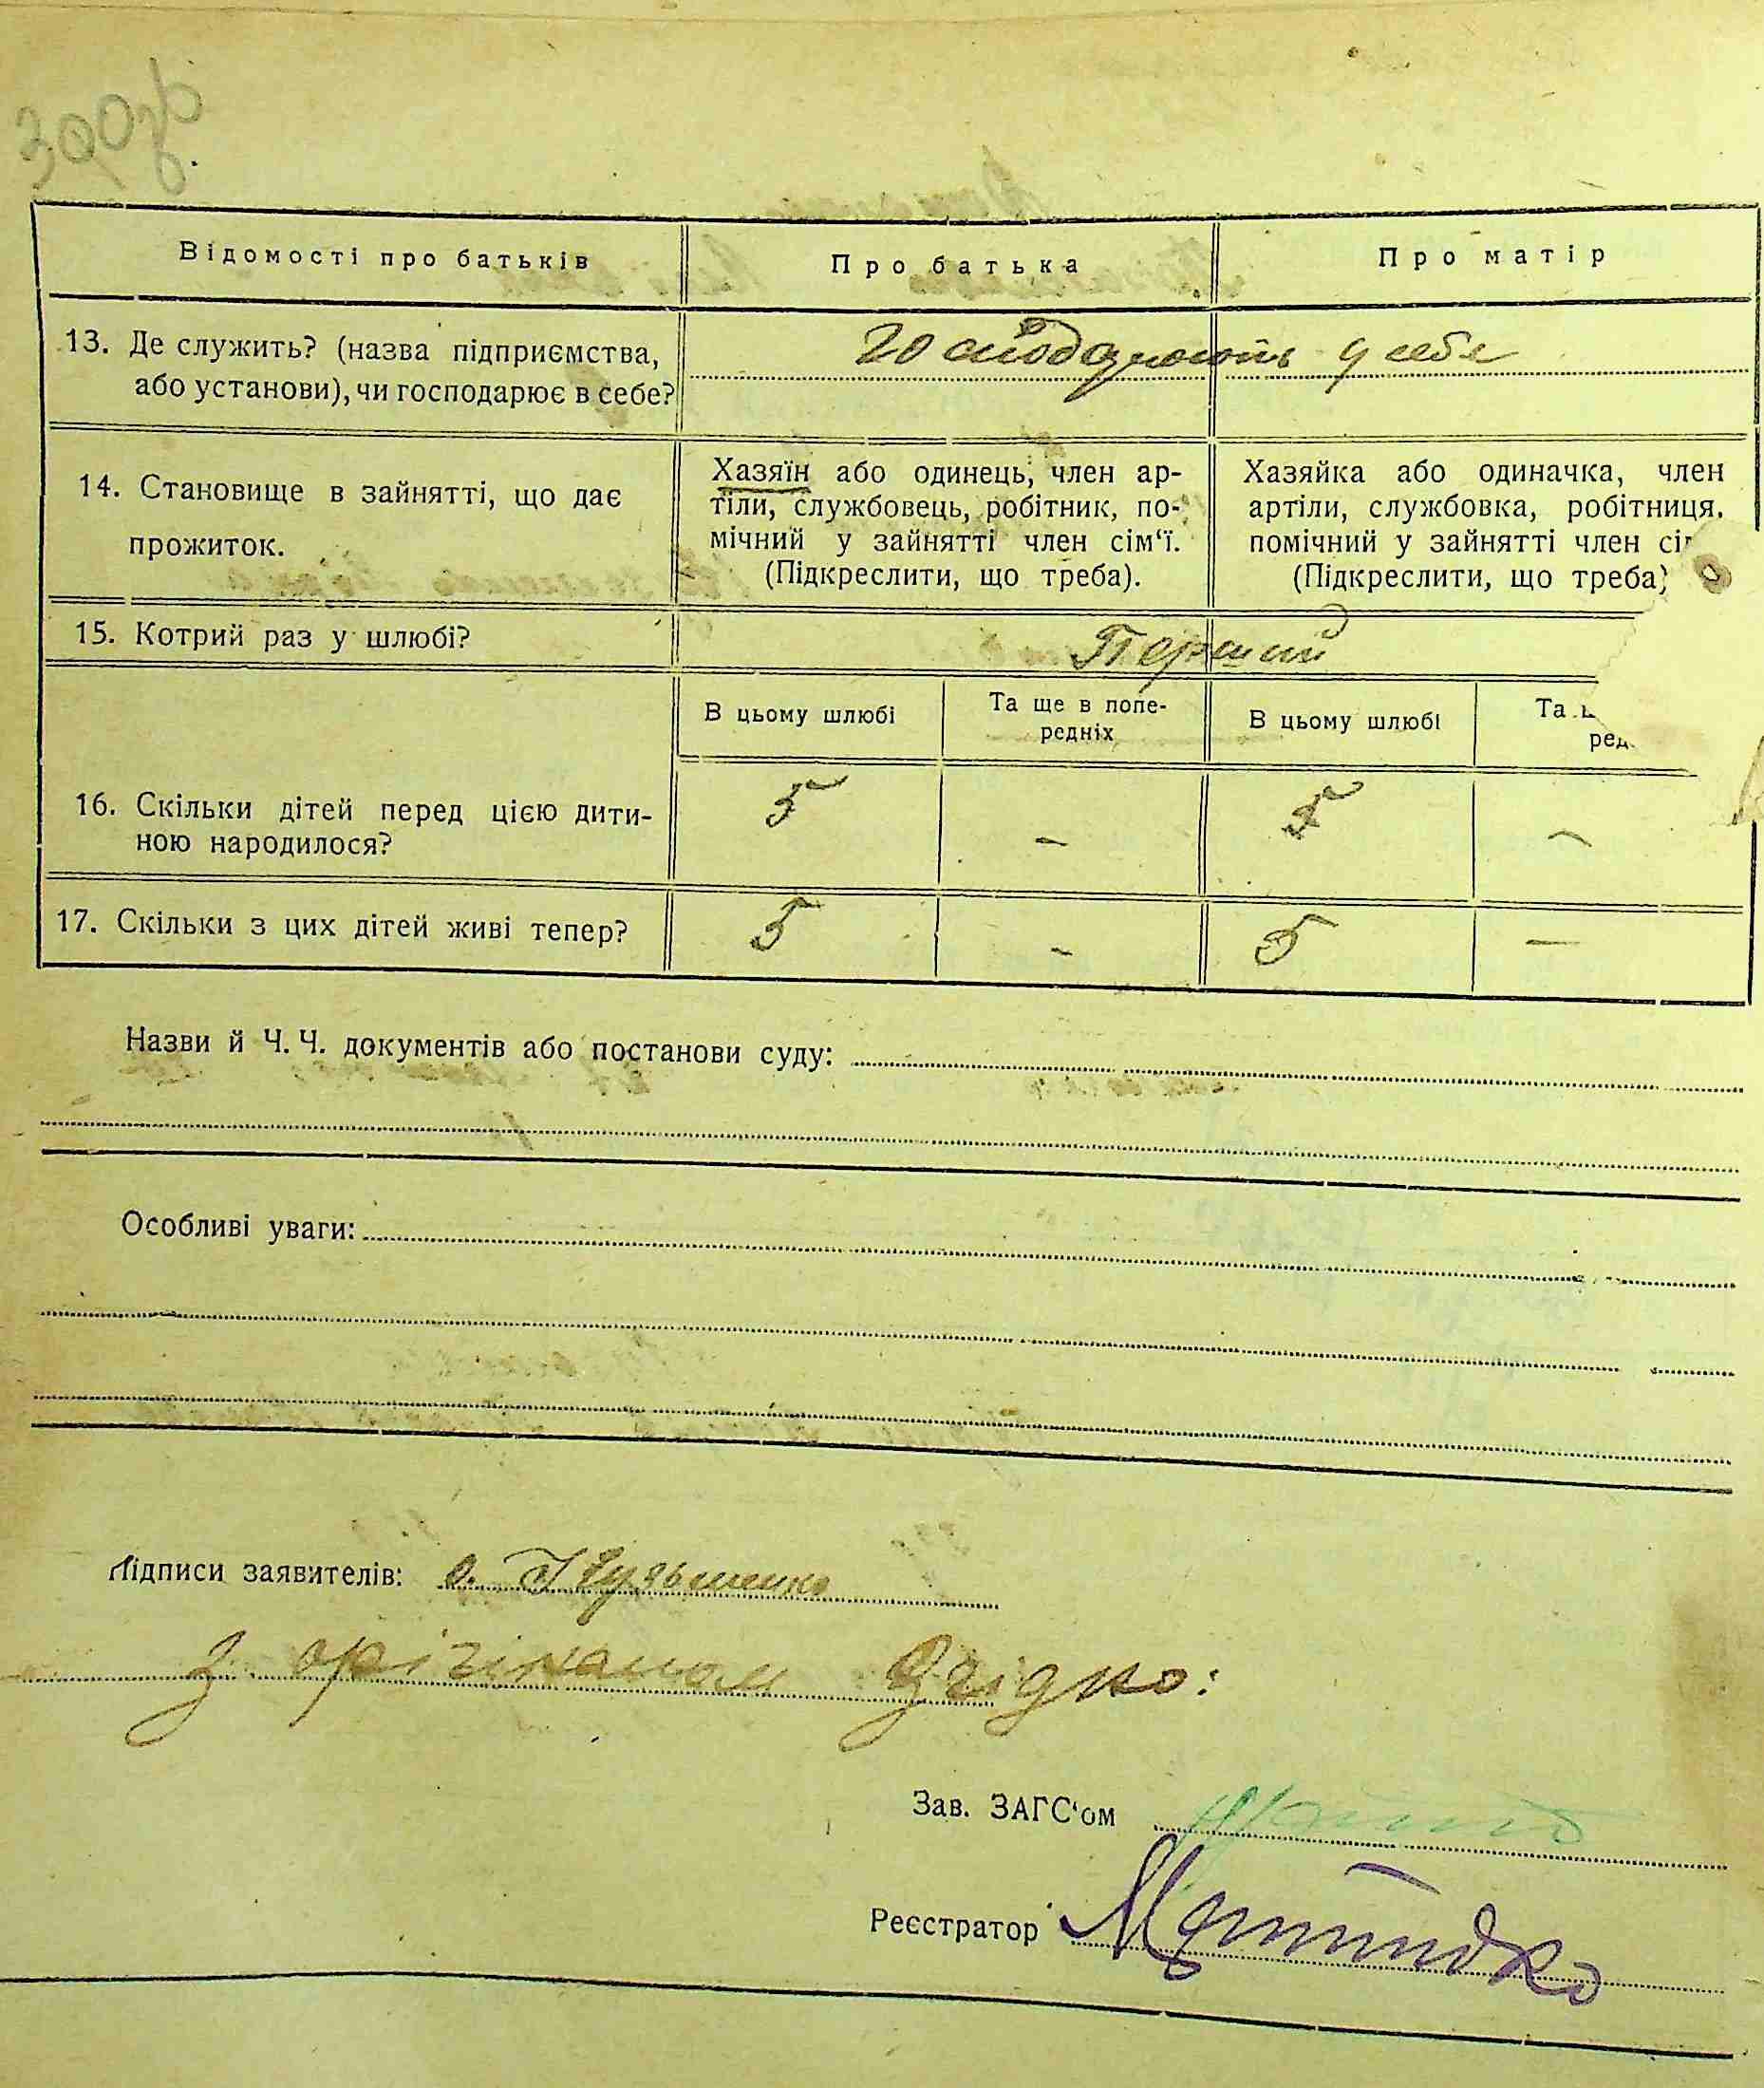 Відомості про батьків
Про батька
Про матір
13. Де служить? (назва підприємства,
або установи), чи господарює в себе?
господарюють у себе
14. Становище в зайнятті, що дає
прожиток.
Хазяїн або одинець, член ар-
тіли, службовець, робітник, по-
мічний у зайнятті член сім‘ї.
(Підкреслити, що треба).
Хазяйка або одиначка, член
артіли, службовка, робітниця.
помічний у зайнятті член сі
(Підкреслити, що треба)
15. Котрий раз у шлюбі?
Перший
В цьому шлюбі
Та ще в попе-
редніх
В цьому шлюбі
Та
ред
16. Скільки дітей перед цією дити-
ною народилося?
5
-
5
-
17. Скільки з цих дітей живі тепер?
5
-
5
-
Назви й Ч. Ч. документів або постанови суду:
Особливі уваги:
Підписи заявителів:
з орігіналом згідно:
Зав. ЗАГС‘ом
Реєстратор